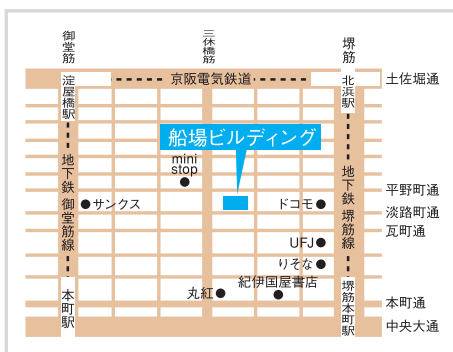 御堂筋
三休橋筋
堺筋
淀屋橋駅
京阪電気鉄道
北浜駅
土佐堀通
船場ビルディング
mini
stop
地下鉄 御堂筋線
地下鉄 堺筋線
平野町通
サンクス
ドコモ
淡路町通
瓦町通
UFJ
りそな
紀伊国屋書店
丸紅
本町駅
堺筋本町駅
本町通
中央大通